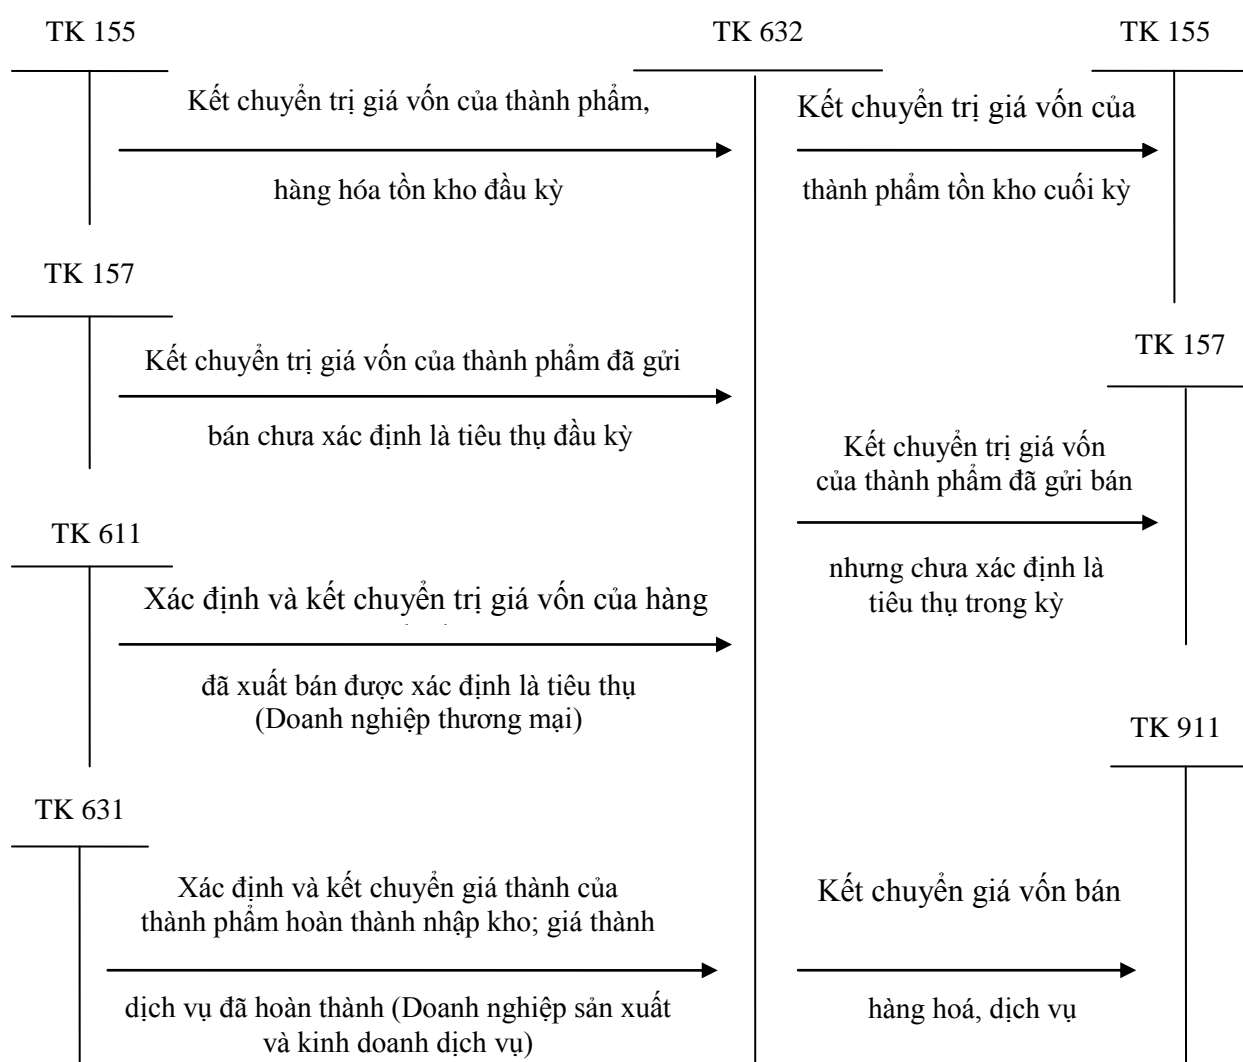 TK 155
TK 632
TK 155
Kết chuyển trị giá vốn của thành phẩm,
hàng hóa tồn kho đầu kỳ
Kết chuyển trị giá vốn của
thành phẩm tồn kho cuối kỳ
TK 157
Kết chuyển trị giá vốn của thành phẩm đã gửi
bán chưa xác định là tiêu thụ đầu kỳ
TK 157
Kết chuyển trị giá vốn
của thành phẩm đã gửi bán
nhưng chưa xác định là
tiêu thụ trong kỳ
TK 611
Xác định và kết chuyển trị giá vốn của hàng
đã xuất bán được xác định là tiêu thụ
(Doanh nghiệp thương mại)
TK 911
TK 631
Xác định và kết chuyển giá thành của
thành phẩm hoàn thành nhập kho; giá thành
dịch vụ đã hoàn thành (Doanh nghiệp sản xuất
và kinh doanh dịch vụ)
Kết chuyển giá vốn bán
hàng hoá, dịch vụ